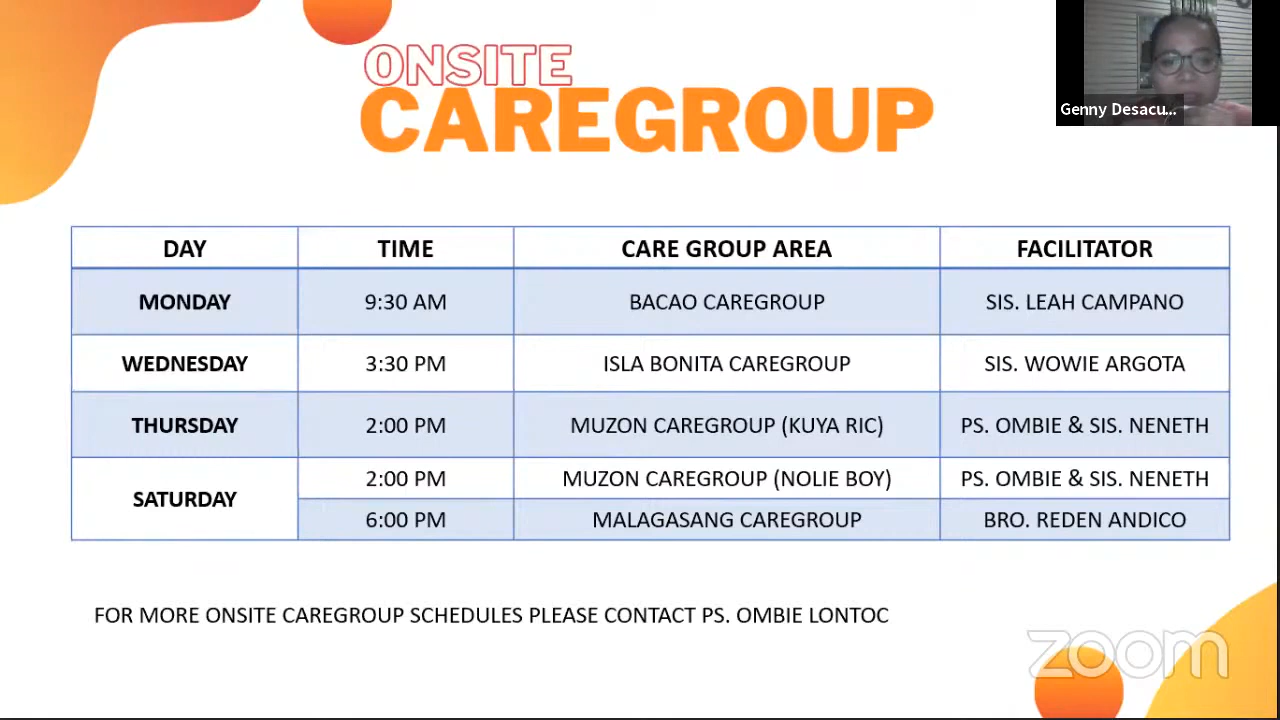 ONSITE
CAREGROUP
Genny Desacu...
DAY TIME CARE GROUP AREA FACILITATOR
MONDAY 9:30 AM BACAO CAREGROUP SIS. LEAH CAMPANO
WEDNESDAY 3:30 PM ISLA BONITA CAREGROUP SIS. WOWIE ARGOTA
THURSDAY 2:00 PM MUZON CAREGROUP (KUYA RIC) PS. OMBIE & SIS. NENETH
SATURDAY 2:00 PM MUZON CAREGROUP (NOLIE BOY) PS. OMBIE & SIS. NENETH
6:00 PM MALAGASANG CAREGROUP BRO. REDEN ANDICO
FOR MORE ONSITE CAREGROUP SCHEDULES PLEASE CONTACT PS. OMBIE LONTOC
zoom